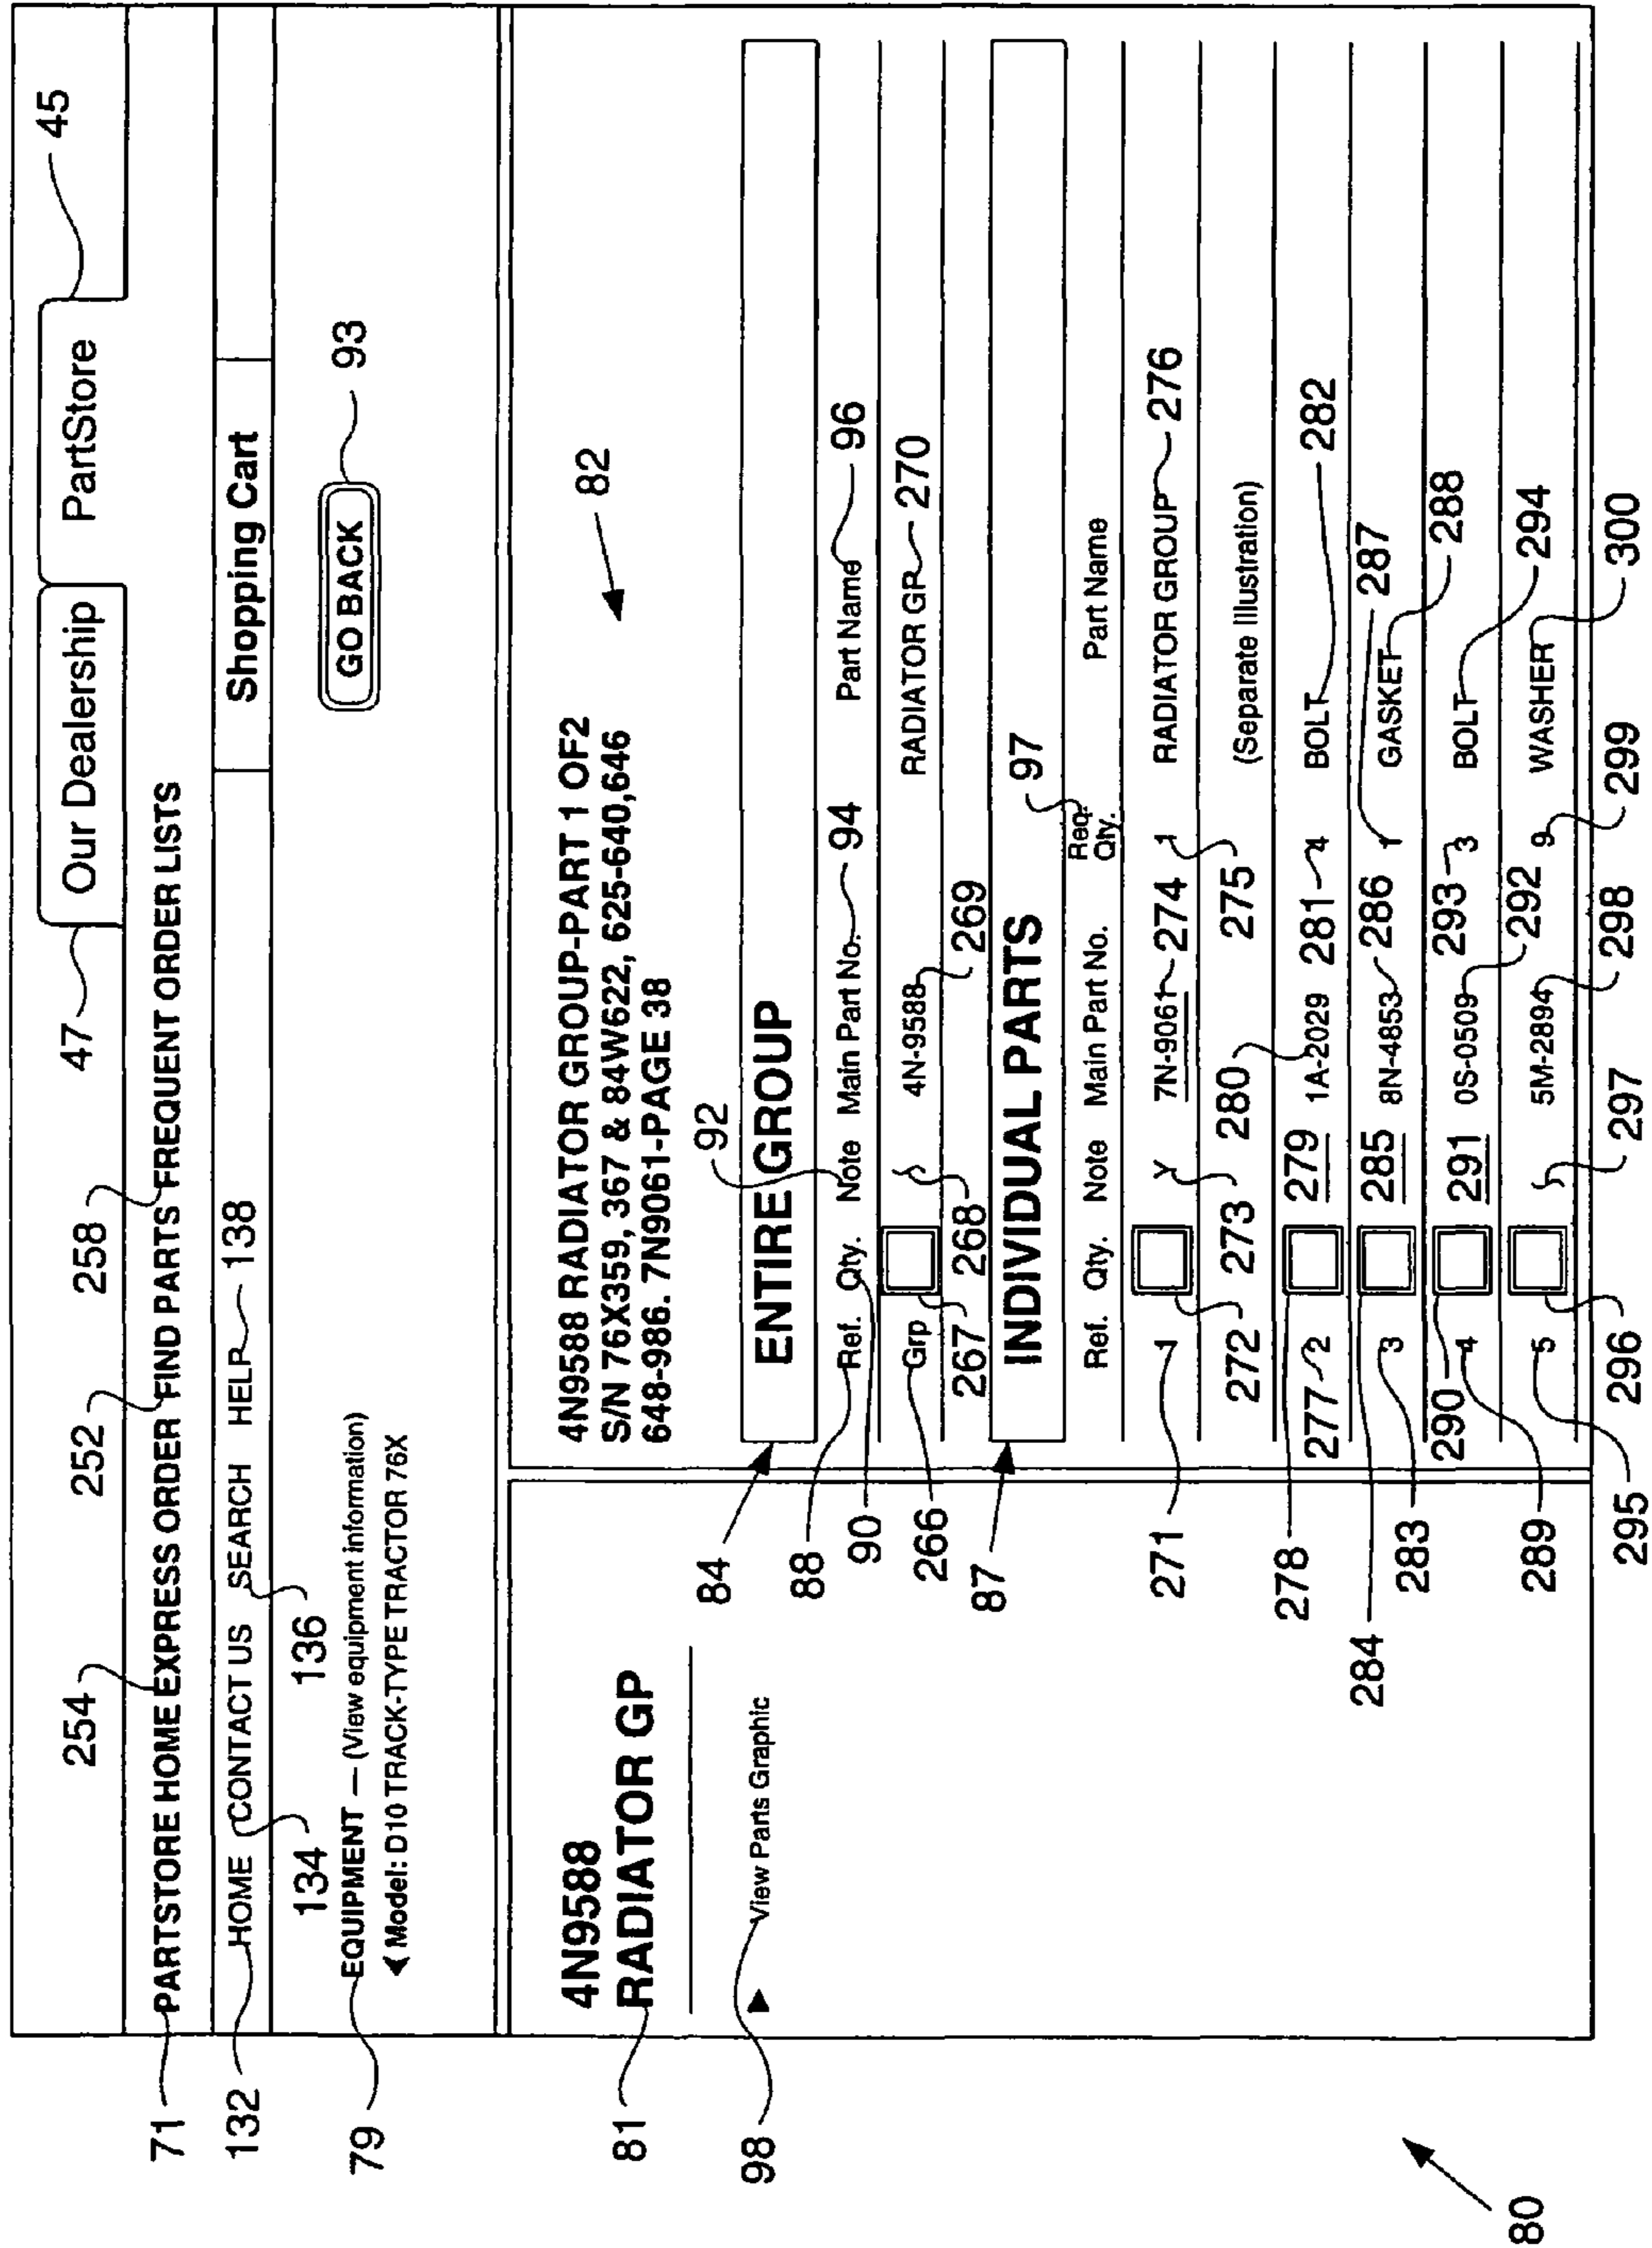 Our Dealership PartStore 45
47
254 252 258
71 PARTSTORE HOME EXPRESS ORDER FIND PARTS FREQUENT ORDER LISTS
132 HOME CONTACT US SEARCH HELP 138 Shopping Cart
134 136
79 EQUIPMENT — (View equipment information) GO BACK 93
Model: D10 TRACK-TYPE TRACTOR 76X
4N9588
81 RADIATOR GP
98 View Parts Graphic
82
4N9588 RADIATOR GROUP-PART 1 OF2
S/N 76X359, 367 & 84W622, 625-640,646
648-986. 7N9061-PAGE 38
92
84 ENTIRE GROUP
88 Ref. Qty. Note Main Part No. 94 Part Name 96
90
266 Grp 4N-9588 RADIATOR GP 270
267 268 269
87 INDIVIDUAL PARTS 97
Ref. Qty. Note Main Part No. Req. Qty. Part Name
271 1 Y 7N-9061 274 1 RADIATOR GROUP 276
272 273 280 275 (Separate Illustration)
278 277 2 279 1A-2029 281 4 BOLT 282
284 283 3 285 8N-4853 286 1 287 GASKET 288
290 4 291 0S-0509 293 3 BOLT 294
289 292
5 5M-2894 9 WASHER 300
295 296 297 298 299
80